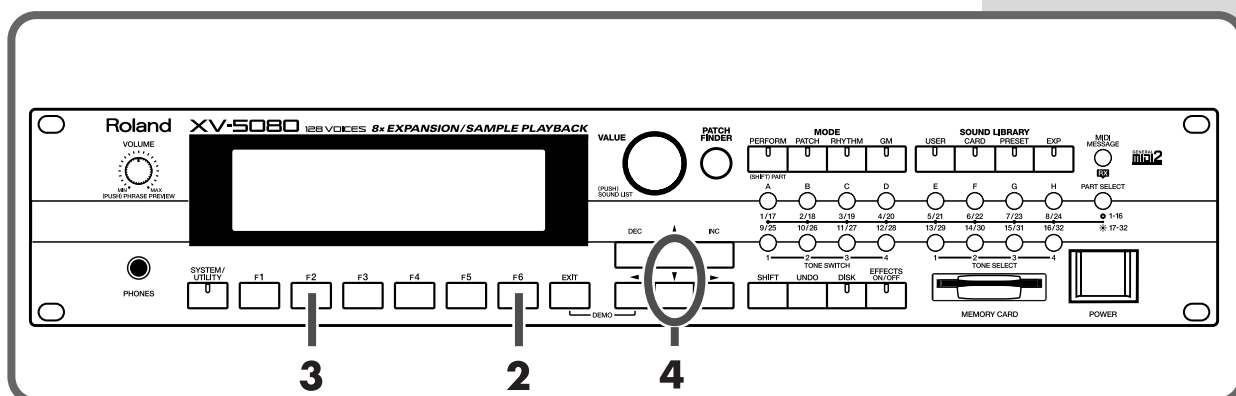 Roland
XV-5080 128 VOICES 8x EXPANSION/SAMPLE PLAYBACK
VOLUME
MIN MAX
(PUSH) PHRASE PREVIEW
PHONES
VALUE
(PUSH)
SOUND LIST
PATCH
FINDER
MODE
PERFORM PATCH RHYTHM GM
(SHIFT) PART
SOUND LIBRARY
USER CARD PRESET EXP
MIDI
MESSAGE
RX
GENERAL
MIDI2
A B C D E F G H PART SELECT
1/17 2/18 3/19 4/20 5/21 6/22 7/23 8/24 1-16
9/25 10/26 11/27 12/28 13/29 14/30 15/31 16/32 17-32
1 2 3 4 1 2 3 4
TONE SWITCH TONE SELECT
DEC INC
SYSTEM/
UTILITY
F1 F2 F3 F4 F5 F6 EXIT
DEMO
SHIFT UNDO DISK EFFECTS
ON/OFF
MEMORY CARD
POWER
3 2 4